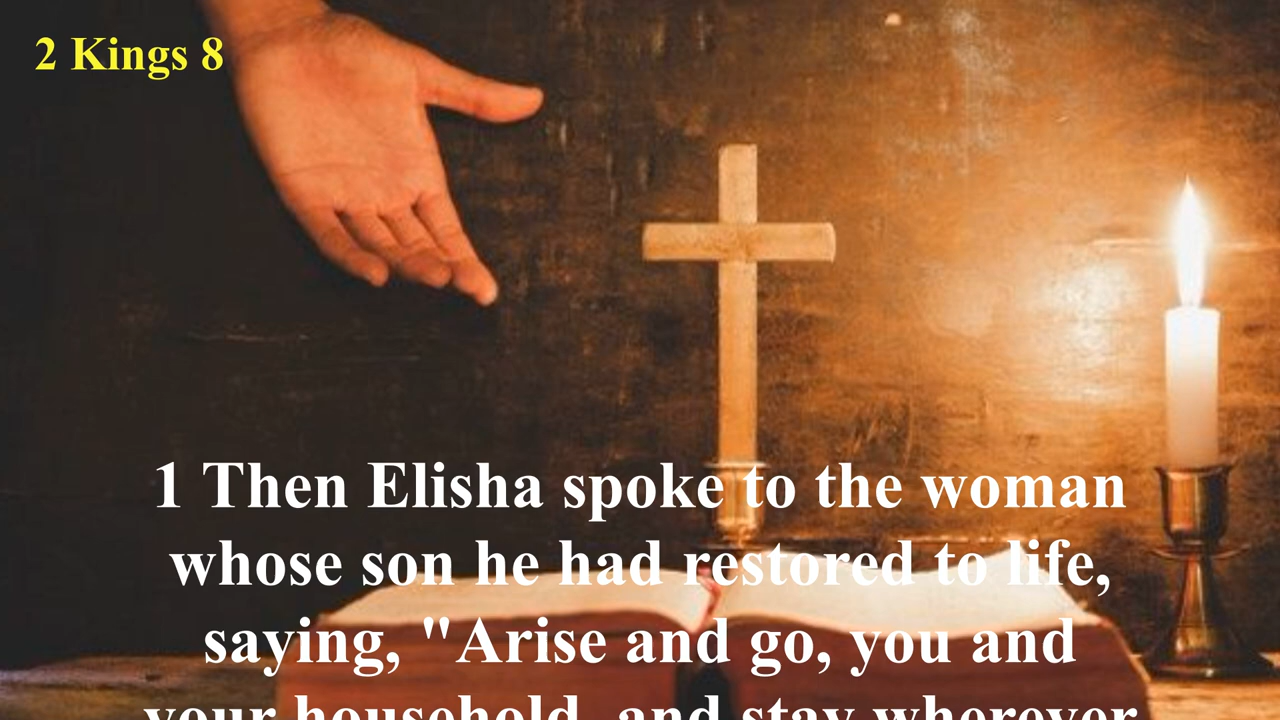 2 Kings 8
1 Then Elisha spoke to the woman
whose son he had restored to life,
saying, "Arise and go, you and
your household, and stay wherever